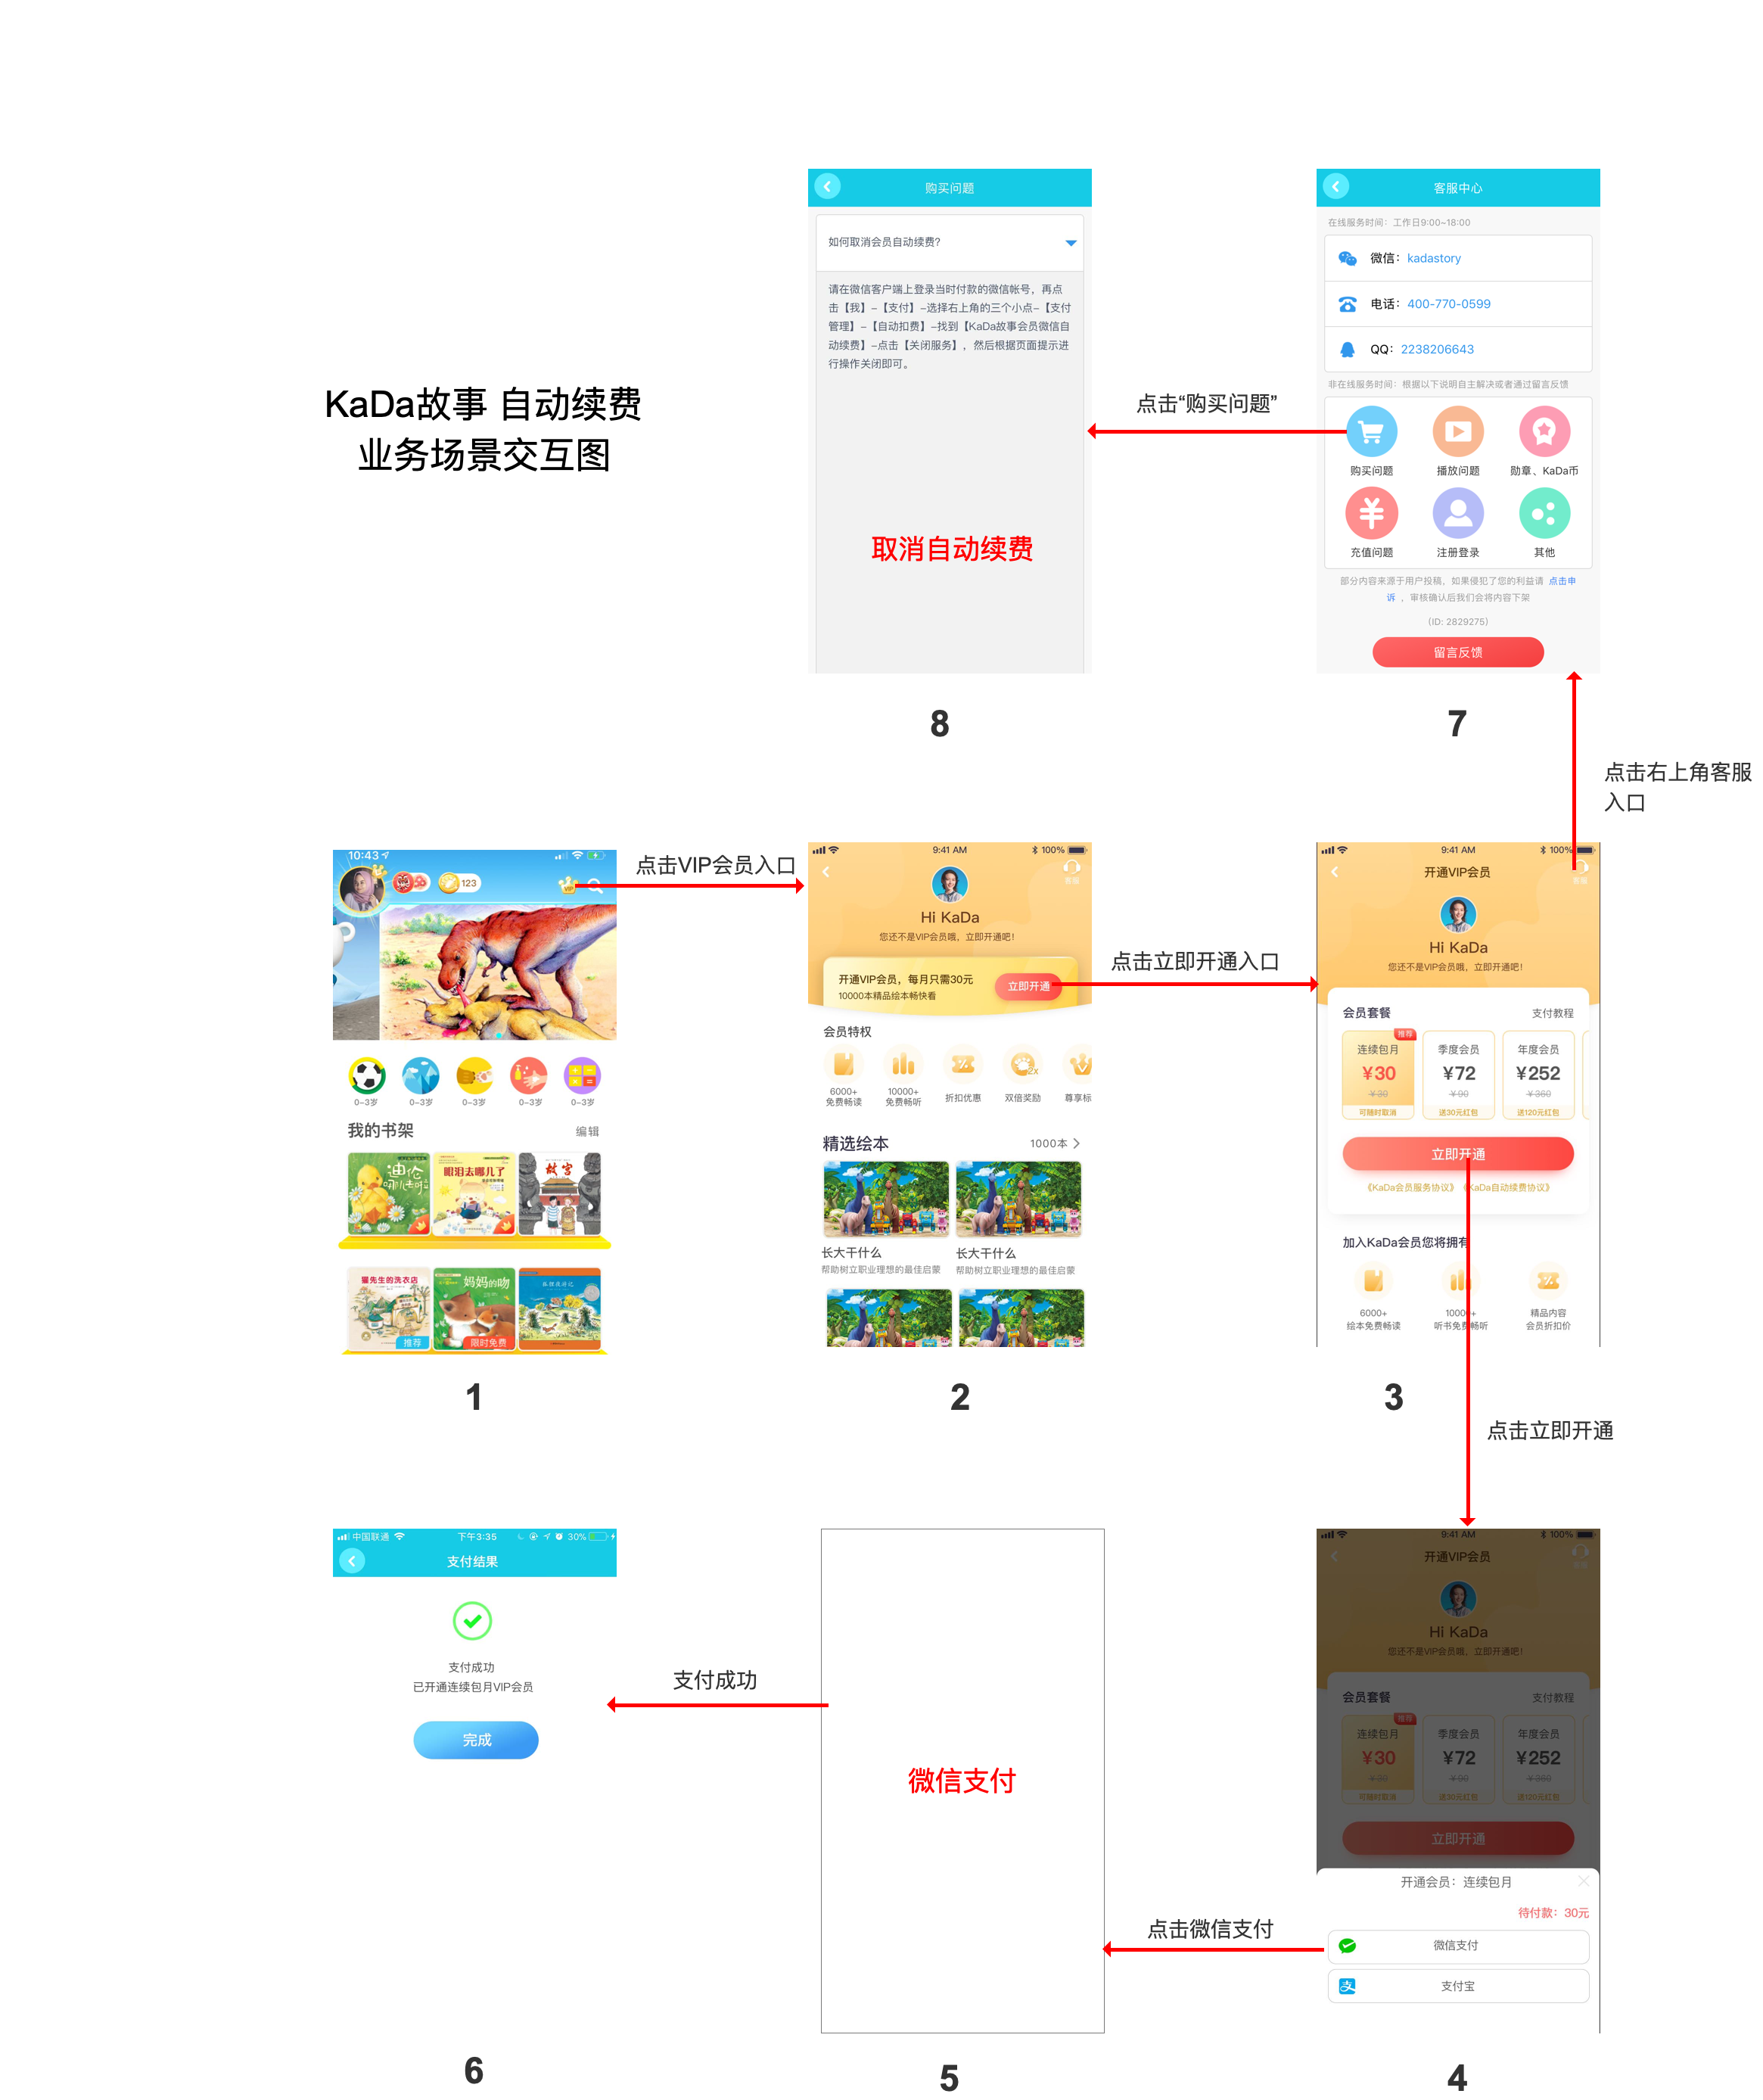 KaDa故事 自动续费
业务场景交互图
购买问题
如何取消会员自动续费?
请在微信客户端上登录当时付款的微信帐号，再点
击【我】-【支付】-选择右上角的三个小点-【支付
管理】-【自动扣费】-找到【KaDa故事会员微信自
动续费】-点击【关闭服务】，然后根据页面提示进
行操作关闭即可。
取消自动续费
8
点击“购买问题”
客服中心
在线服务时间：工作日9:00~18:00
微信：kadastory
电话：400-770-0599
QQ：2238206643
非在线服务时间：根据以下说明自主解决或者通过留言反馈
购买问题
播放问题
勋章、KaDa币
充值问题
注册登录
其他
部分内容来源于用户投稿，如果侵犯了您的利益请 点击申
诉 ，审核确认后我们会将内容下架
(ID: 2829275)
留言反馈
7
点击右上角客服
入口
10:43
123
VIP
0-3岁
0-3岁
0-3岁
0-3岁
0-3岁
我的书架
编辑
迪伦
哪儿去啦
眼泪去哪儿了
故宫
猫先生的洗衣店
推荐
妈妈的吻
限时免费
1
点击VIP会员入口
9:41 AM
100%
客服
Hi KaDa
您还不是VIP会员哦，立即开通吧!
开通VIP会员，每月只需30元
10000本精品绘本畅快看
立即开通
会员特权
6000+
免费畅读
10000+
免费畅听
折扣优惠
2x
双倍奖励
尊享标
精选绘本
1000本
长大干什么
帮助树立职业理想的最佳启蒙
长大干什么
帮助树立职业理想的最佳启蒙
2
点击立即开通入口
9:41 AM
100%
开通VIP会员
客服
Hi KaDa
您还不是VIP会员哦，立即开通吧!
会员套餐
支付教程
推荐
连续包月
¥30
¥30
可随时取消
季度会员
¥72
¥90
送30元红包
年度会员
¥252
¥360
送120元红包
立即开通
《KaDa会员服务协议》《KaDa自动续费协议》
加入KaDa会员您将拥有
6000+
绘本免费畅读
10000+
听书免费畅听
精品内容
会员折扣价
3
点击立即开通
中国联通
下午3:35
30%
支付结果
支付成功
已开通连续包月VIP会员
完成
6
支付成功
微信支付
5
点击微信支付
9:41 AM
100%
开通VIP会员
Hi KaDa
您还不是VIP会员哦，立即开通吧!
会员套餐
支付教程
推荐
连续包月
¥30
¥30
可随时取消
季度会员
¥72
¥90
送30元红包
年度会员
¥252
¥360
送120元红包
立即开通
开通会员：连续包月
待付款：30元
微信支付
支付宝
4